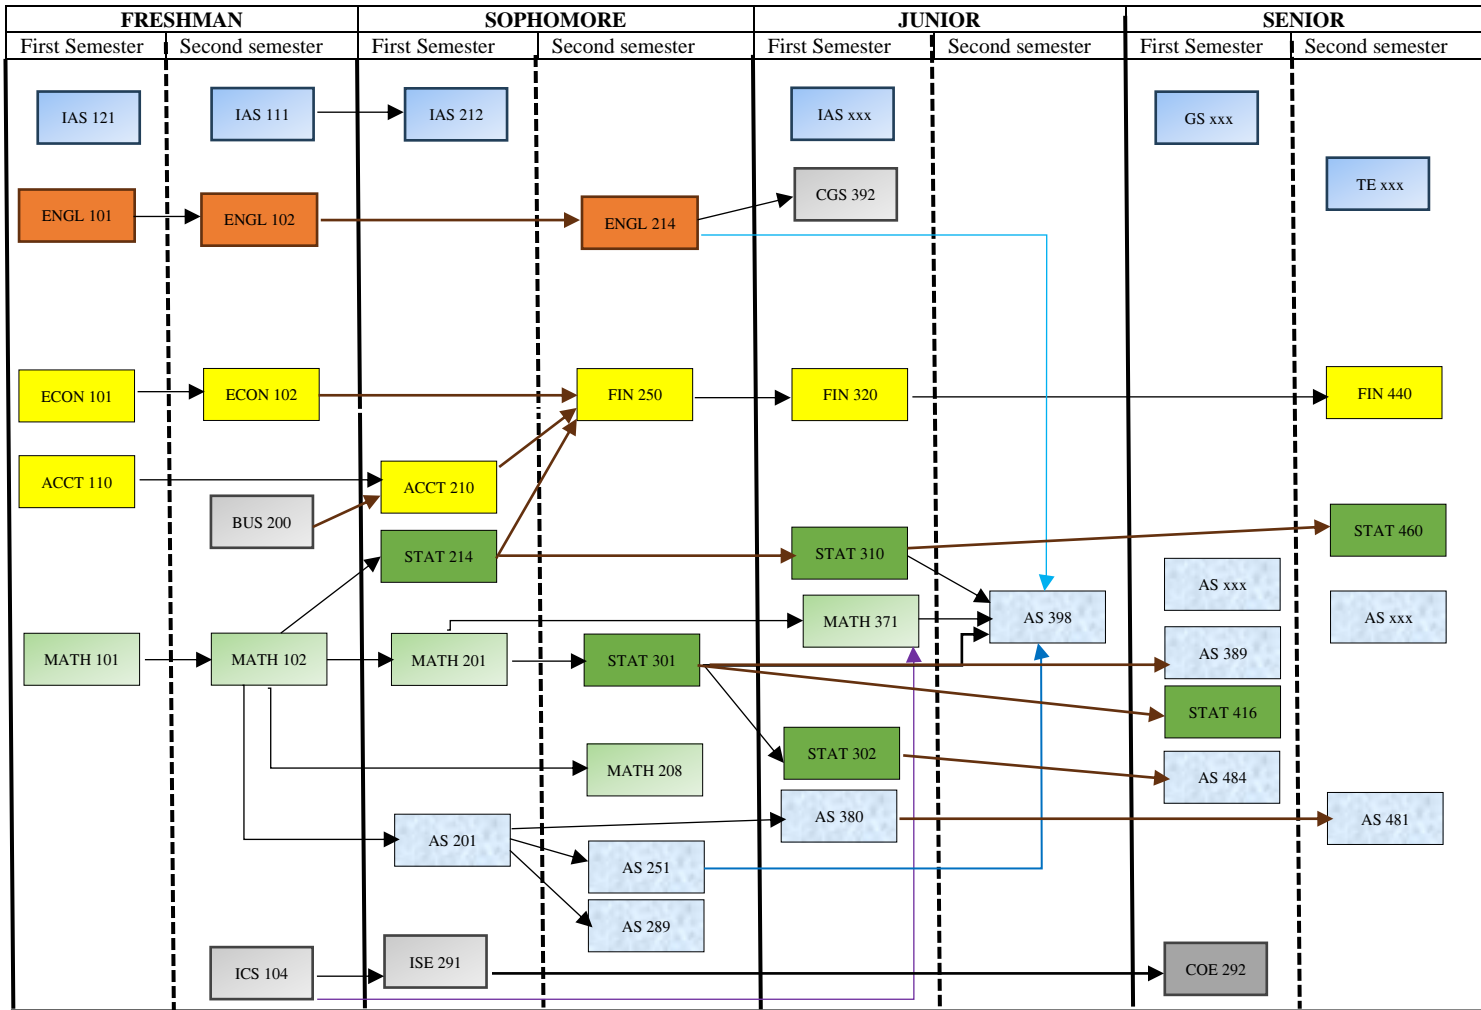 FRESHMAN SOPHOMORE JUNIOR SENIOR
First Semester Second semester First Semester Second semester First Semester Second semester First Semester Second semester
IAS 121 IAS 111 IAS 212 IAS xxx GS xxx
TE xxx
ENGL 101 ENGL 102 ENGL 214 CGS 392
ECON 101 ECON 102 FIN 250 FIN 320 FIN 440
ACCT 110 ACCT 210
BUS 200 STAT 460
STAT 214 STAT 310
AS xxx
MATH 371 AS 398 AS xxx
MATH 101 MATH 102 MATH 201 STAT 301 AS 389
STAT 416
STAT 302
MATH 208 AS 484
AS 380 AS 481
AS 201
AS 251
AS 289
ICS 104 ISE 291 COE 292